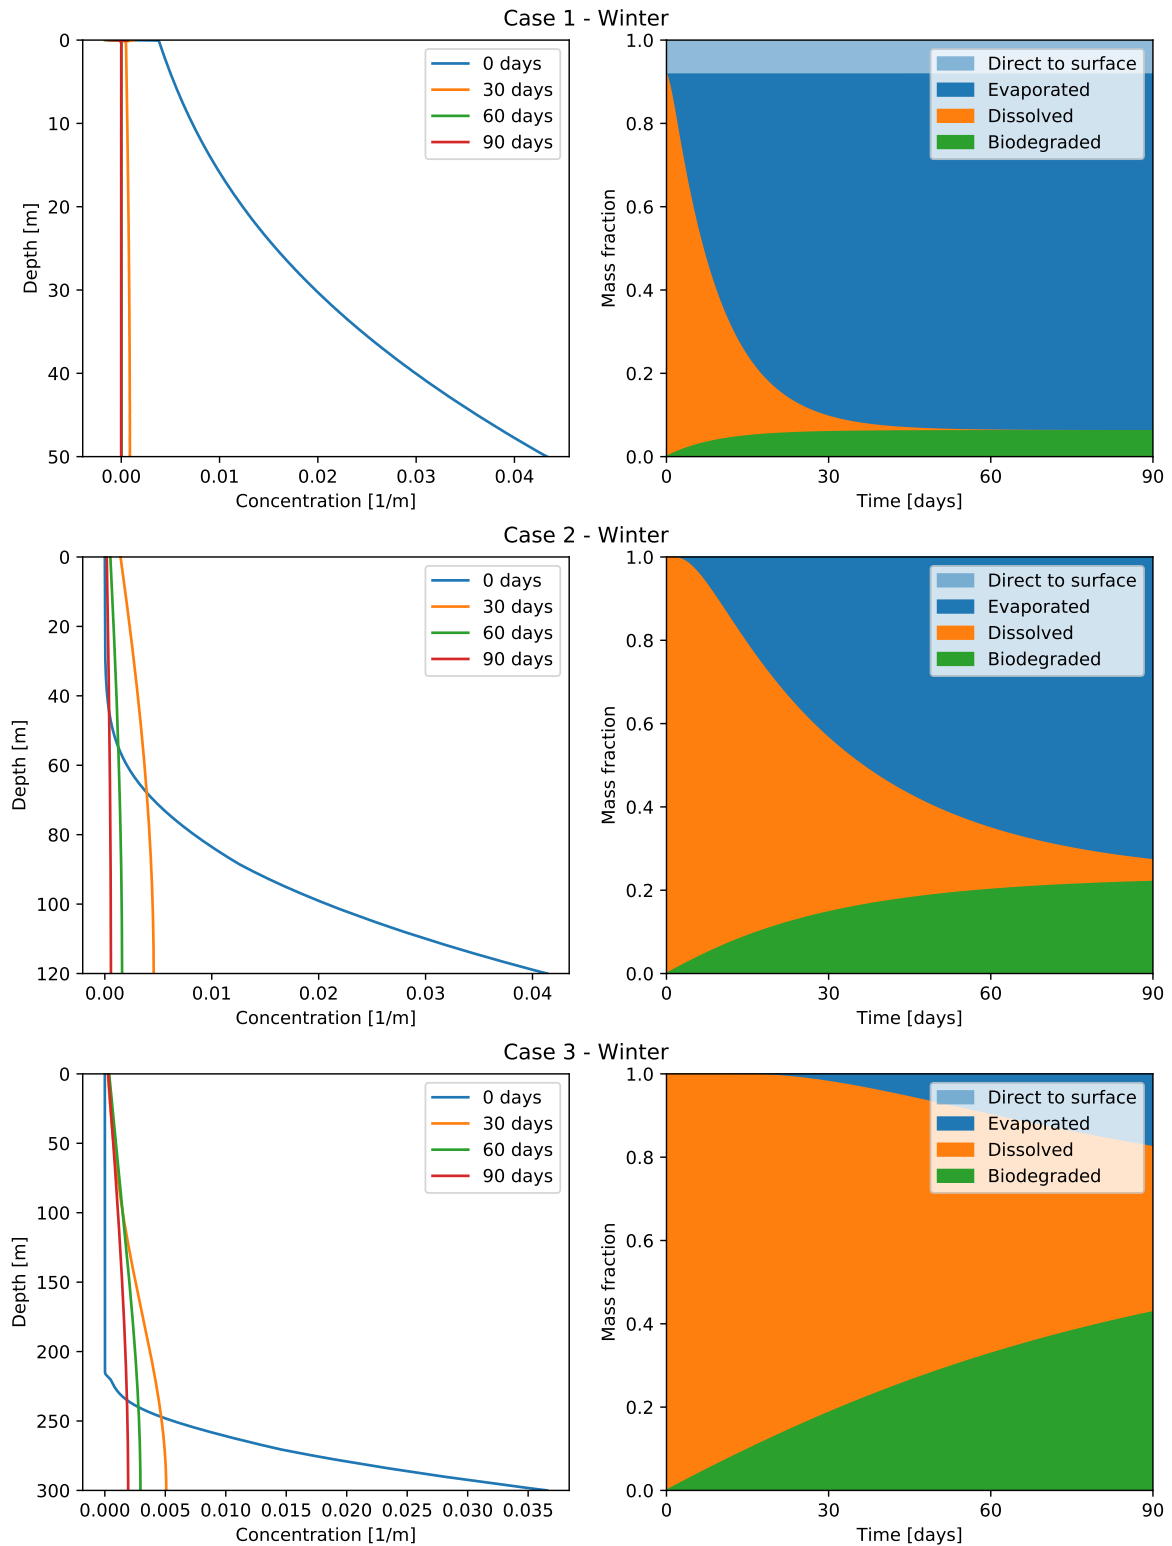 Case 1 - Winter
0
10
20
30
40
50
Depth [m]
0.00 0.01 0.02 0.03 0.04
Concentration [1/m]
0 days
30 days
60 days
90 days
1.0
0.8
0.6
0.4
0.2
0.0
Mass fraction
0 30 60 90
Time [days]
Direct to surface
Evaporated
Dissolved
Biodegraded
Case 2 - Winter
0
20
40
60
80
100
120
Depth [m]
0.00 0.01 0.02 0.03 0.04
Concentration [1/m]
0 days
30 days
60 days
90 days
1.0
0.8
0.6
0.4
0.2
0.0
Mass fraction
0 30 60 90
Time [days]
Direct to surface
Evaporated
Dissolved
Biodegraded
Case 3 - Winter
0
50
100
150
200
250
300
Depth [m]
0.000 0.005 0.010 0.015 0.020 0.025 0.030 0.035
Concentration [1/m]
0 days
30 days
60 days
90 days
1.0
0.8
0.6
0.4
0.2
0.0
Mass fraction
0 30 60 90
Time [days]
Direct to surface
Evaporated
Dissolved
Biodegraded